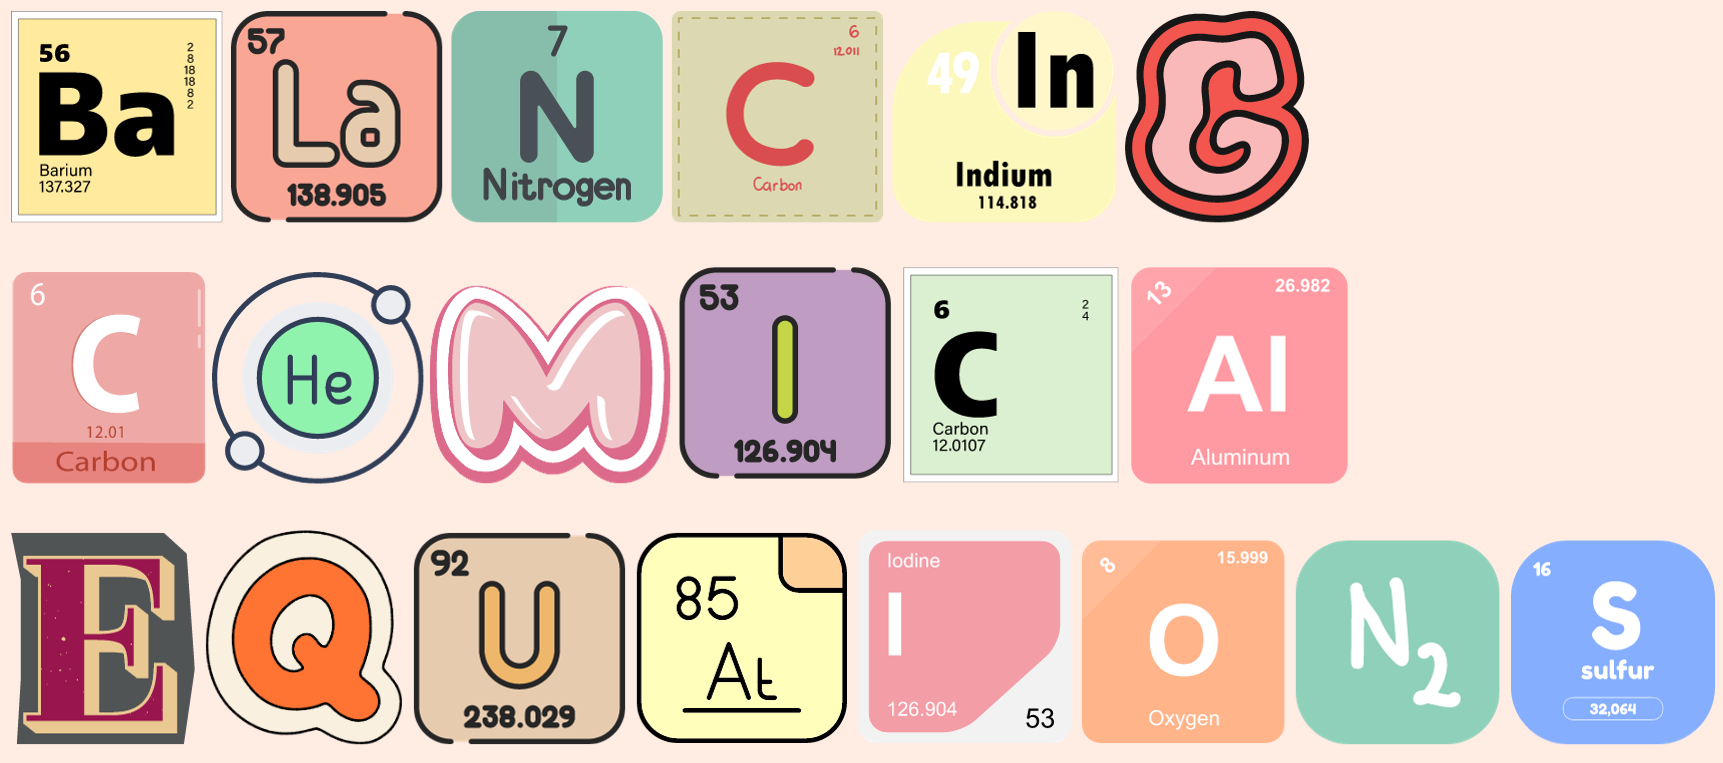 56 Ba 2 8 18 18 8 2 Barium 137.327 57 La 138.905 7 N Nitrogen 6 12.011 C Carbon 49 In Indium 114.818 G
6 C 12.01 Carbon He M 53 I 126.904 6 C 2 4 Carbon 12.0107 13 26.982 Al Aluminum
E Q 92 U 238.029 85 At Iodine I 126.904 53 8 15.999 O Oxygen N2 16 S sulfur 32,064